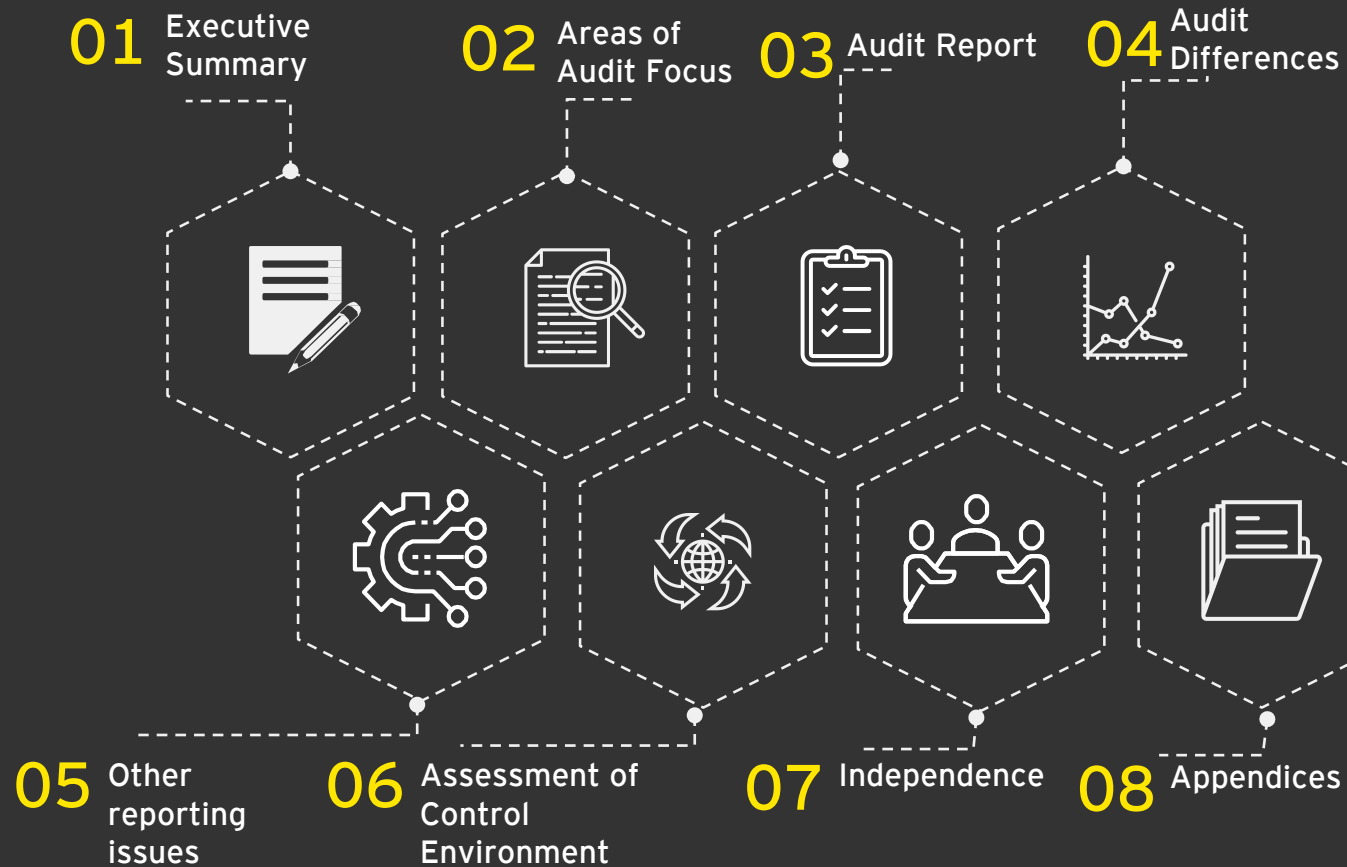 01 Executive
Summary
02 Areas of
Audit Focus
03 Audit Report
04 Audit
Differences
05 Other
reporting
issues
06 Assessment of
Control
Environment
07 Independence
08 Appendices